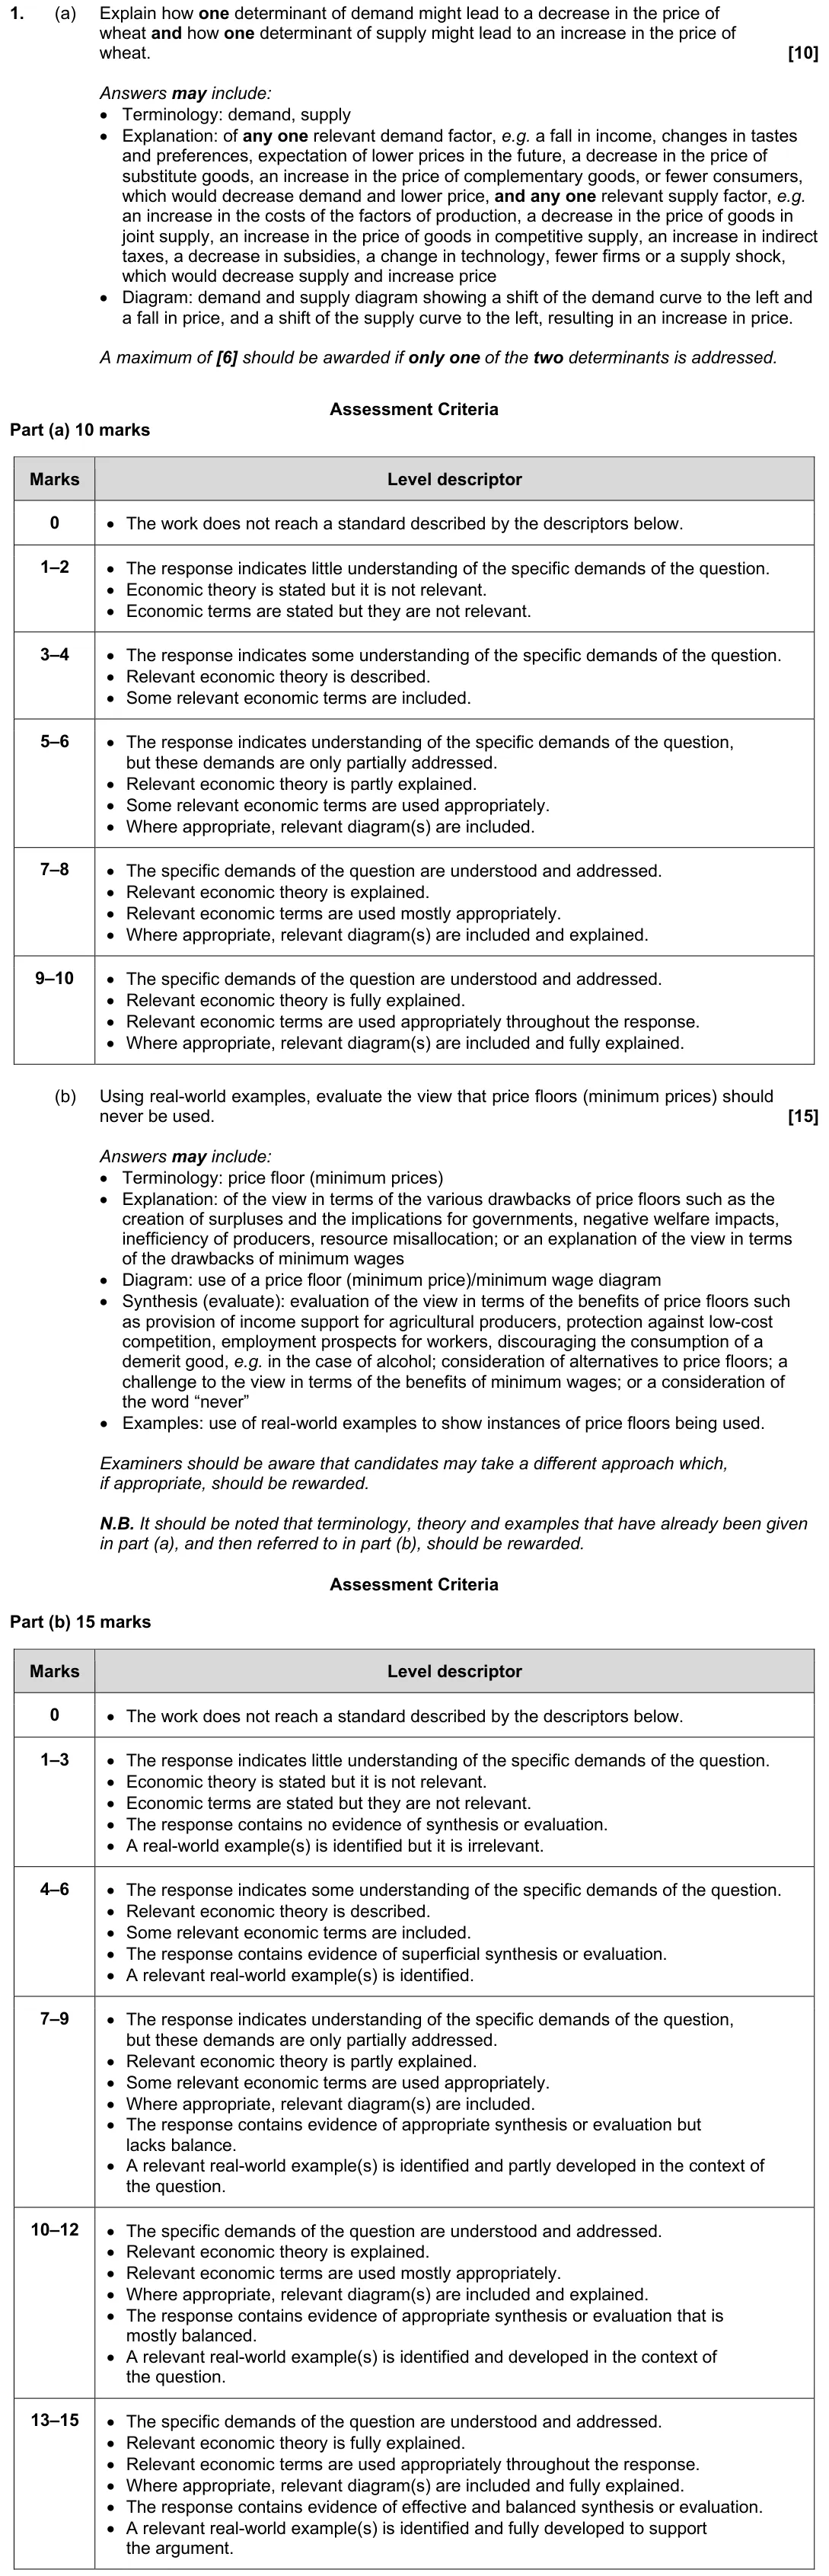 1. (a) Explain how one determinant of demand might lead to a decrease in the price of
wheat and how one determinant of supply might lead to an increase in the price of
wheat. [10]
Answers may include:
• Terminology: demand, supply
• Explanation: of any one relevant demand factor, e.g. a fall in income, changes in tastes
and preferences, expectation of lower prices in the future, a decrease in the price of
substitute goods, an increase in the price of complementary goods, or fewer consumers,
which would decrease demand and lower price, and any one relevant supply factor, e.g.
an increase in the costs of the factors of production, a decrease in the price of goods in
joint supply, an increase in the price of goods in competitive supply, an increase in indirect
taxes, a decrease in subsidies, a change in technology, fewer firms or a supply shock,
which would decrease supply and increase price
• Diagram: demand and supply diagram showing a shift of the demand curve to the left and
a fall in price, and a shift of the supply curve to the left, resulting in an increase in price.
A maximum of [6] should be awarded if only one of the two determinants is addressed.
Assessment Criteria
Part (a) 10 marks
Marks Level descriptor
0 • The work does not reach a standard described by the descriptors below.
1–2 • The response indicates little understanding of the specific demands of the question.
• Economic theory is stated but it is not relevant.
• Economic terms are stated but they are not relevant.
3–4 • The response indicates some understanding of the specific demands of the question.
• Relevant economic theory is described.
• Some relevant economic terms are included.
5–6 • The response indicates understanding of the specific demands of the question,
but these demands are only partially addressed.
• Relevant economic theory is partly explained.
• Some relevant economic terms are used appropriately.
• Where appropriate, relevant diagram(s) are included.
7–8 • The specific demands of the question are understood and addressed.
• Relevant economic theory is explained.
• Relevant economic terms are used mostly appropriately.
• Where appropriate, relevant diagram(s) are included and explained.
9–10 • The specific demands of the question are understood and addressed.
• Relevant economic theory is fully explained.
• Relevant economic terms are used appropriately throughout the response.
• Where appropriate, relevant diagram(s) are included and fully explained.
(b) Using real-world examples, evaluate the view that price floors (minimum prices) should
never be used. [15]
Answers may include:
• Terminology: price floor (minimum prices)
• Explanation: of the view in terms of the various drawbacks of price floors such as the
creation of surpluses and the implications for governments, negative welfare impacts,
inefficiency of producers, resource misallocation; or an explanation of the view in terms
of the drawbacks of minimum wages
• Diagram: use of a price floor (minimum price)/minimum wage diagram
• Synthesis (evaluate): evaluation of the view in terms of the benefits of price floors such
as provision of income support for agricultural producers, protection against low-cost
competition, employment prospects for workers, discouraging the consumption of a
demerit good, e.g. in the case of alcohol; consideration of alternatives to price floors; a
challenge to the view in terms of the benefits of minimum wages; or a consideration of
the word “never”
• Examples: use of real-world examples to show instances of price floors being used.
Examiners should be aware that candidates may take a different approach which,
if appropriate, should be rewarded.
N.B. It should be noted that terminology, theory and examples that have already been given
in part (a), and then referred to in part (b), should be rewarded.
Assessment Criteria
Part (b) 15 marks
Marks Level descriptor
0 • The work does not reach a standard described by the descriptors below.
1–3 • The response indicates little understanding of the specific demands of the question.
• Economic theory is stated but it is not relevant.
• Economic terms are stated but they are not relevant.
• The response contains no evidence of synthesis or evaluation.
• A real-world example(s) is identified but it is irrelevant.
4–6 • The response indicates some understanding of the specific demands of the question.
• Relevant economic theory is described.
• Some relevant economic terms are included.
• The response contains evidence of superficial synthesis or evaluation.
• A relevant real-world example(s) is identified.
7–9 • The response indicates understanding of the specific demands of the question,
but these demands are only partially addressed.
• Relevant economic theory is partly explained.
• Some relevant economic terms are used appropriately.
• Where appropriate, relevant diagram(s) are included.
• The response contains evidence of appropriate synthesis or evaluation but
lacks balance.
• A relevant real-world example(s) is identified and partly developed in the context of
the question.
10–12 • The specific demands of the question are understood and addressed.
• Relevant economic theory is explained.
• Relevant economic terms are used mostly appropriately.
• Where appropriate, relevant diagram(s) are included and explained.
• The response contains evidence of appropriate synthesis or evaluation that is
mostly balanced.
• A relevant real-world example(s) is identified and developed in the context of
the question.
13–15 • The specific demands of the question are understood and addressed.
• Relevant economic theory is fully explained.
• Relevant economic terms are used appropriately throughout the response.
• Where appropriate, relevant diagram(s) are included and fully explained.
• The response contains evidence of effective and balanced synthesis or evaluation.
• A relevant real-world example(s) is identified and fully developed to support
the argument.